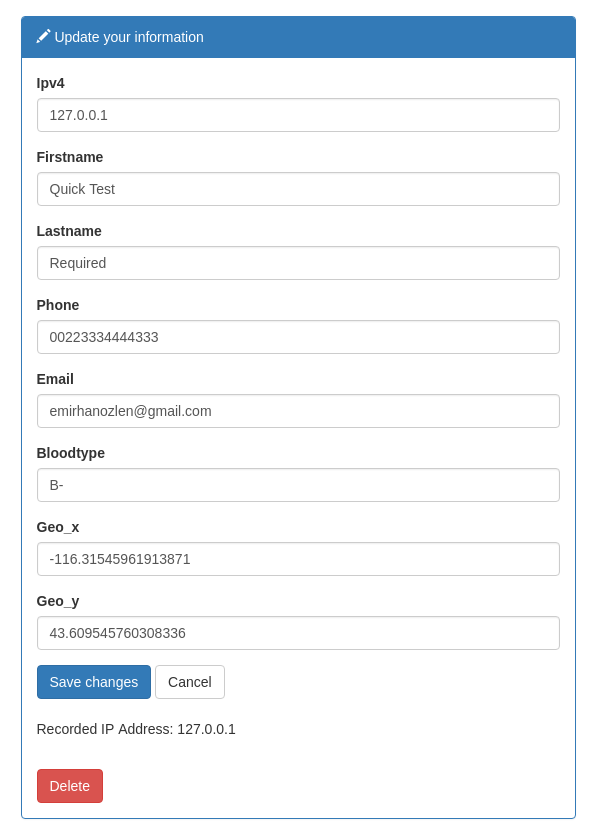 Update your information
Ipv4
127.0.0.1
Firstname
Quick Test
Lastname
Required
Phone
00223334444333
Email
emirhanozlen@gmail.com
Bloodtype
B-
Geo_x
-116.31545961913871
Geo_y
43.609545760308336
Save changes Cancel
Recorded IP Address: 127.0.0.1
Delete